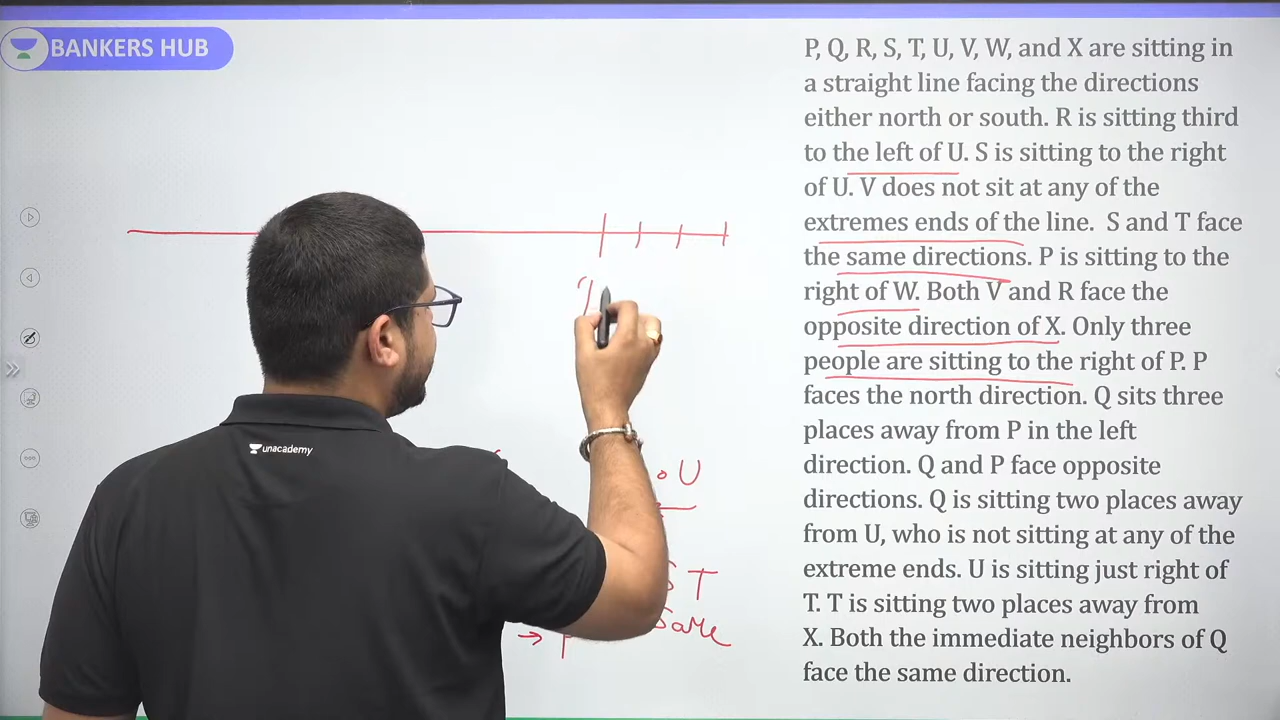 BANKERS HUB
P, Q, R, S, T, U, V, W, and X are sitting in
a straight line facing the directions
either north or south. R is sitting third
to the left of U. S is sitting to the right
of U. V does not sit at any of the
extremes ends of the line. S and T face
the same directions. P is sitting to the
right of W. Both V and R face the
opposite direction of X. Only three
people are sitting to the right of P. P
faces the north direction. Q sits three
places away from P in the left
direction. Q and P face opposite
directions. Q is sitting two places away
from U, who is not sitting at any of the
extreme ends. U is sitting just right of
T. T is sitting two places away from
X. Both the immediate neighbors of Q
face the same direction.
unacademy
U
S T
Same